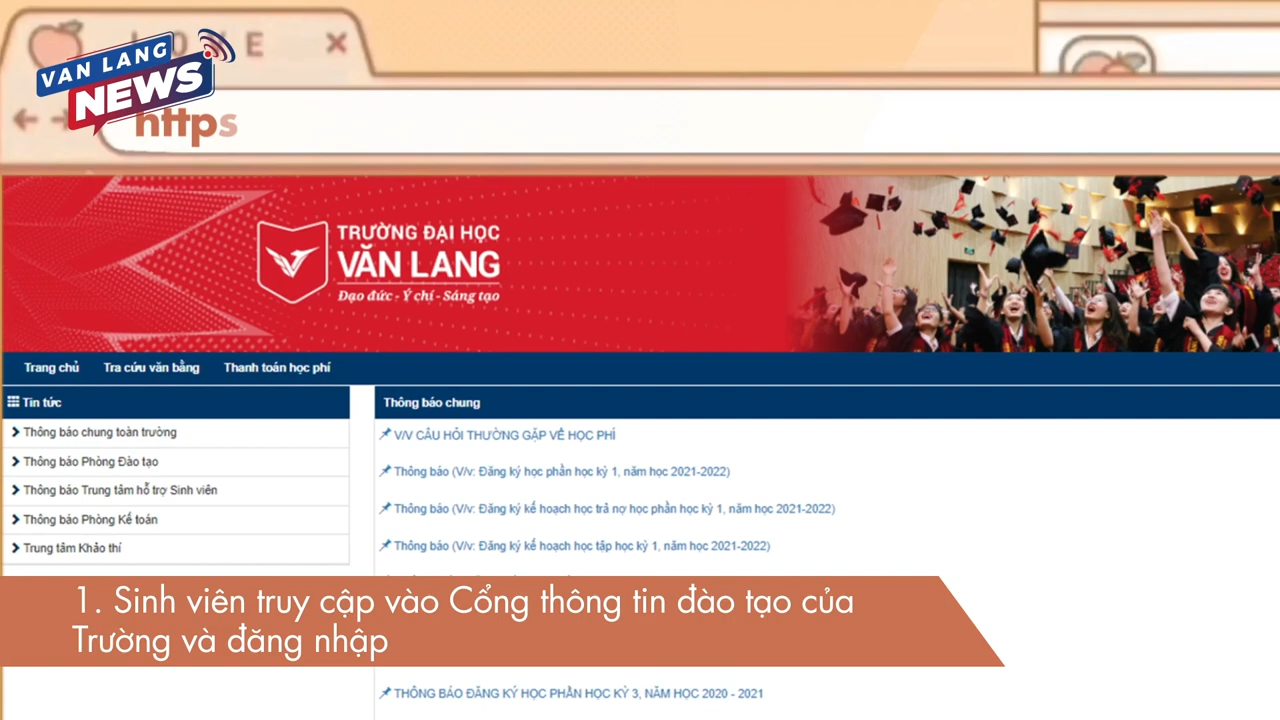 VAN LANG
NEWS
https
TRƯỜNG ĐẠI HỌC
VĂN LANG
Đạo đức - Ý chí - Sáng tạo
Trang chủ
Tra cứu văn bằng
Thanh toán học phí
Tin tức
Thông báo chung toàn trường
Thông báo Phòng Đào tạo
Thông báo Trung tâm hỗ trợ Sinh viên
Thông báo Phòng Kế toán
Trung tâm Khảo thí
Thông báo chung
V/V CÂU HỎI THƯỜNG GẶP VỀ HỌC PHÍ
Thông báo (V/v: Đăng ký học phần học kỳ 1, năm học 2021-2022)
Thông báo (V/v: Đăng ký kế hoạch học trả nợ học phần học kỳ 1, năm học 2021-2022)
Thông báo (V/v: Đăng ký kế hoạch học tập học kỳ 1, năm học 2021-2022)
1. Sinh viên truy cập vào Cổng thông tin đào tạo của
Trường và đăng nhập
THÔNG BÁO ĐĂNG KÝ HỌC PHẦN HỌC KỲ 3, NĂM HỌC 2020 - 2021